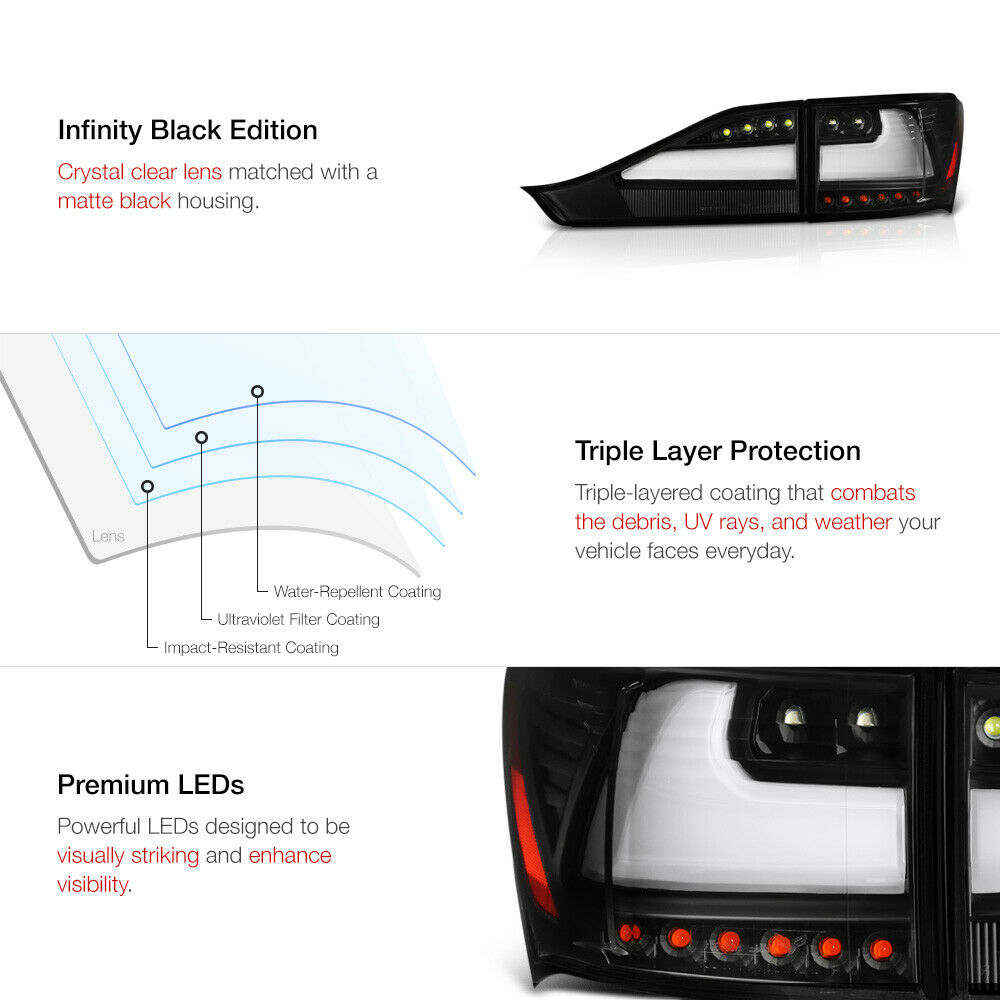 Infinity Black Edition
Crystal clear lens matched with a
matte black housing.
Lens
Water-Repellent Coating
Ultraviolet Filter Coating
Impact-Resistant Coating
Triple Layer Protection
Triple-layered coating that combats
the debris, UV rays, and weather your
vehicle faces everyday.
Premium LEDs
Powerful LEDs designed to be
visually striking and enhance
visibility.